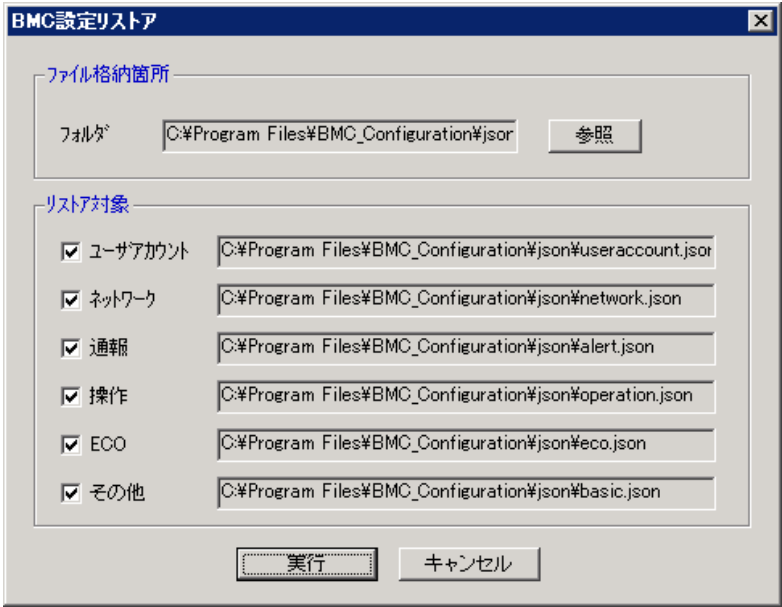 BMC設定リストア
ファイル格納箇所
フォルダ C:¥Program Files¥BMC_Configuration¥jsor 参照
リストア対象
ユーザアカウント C:¥Program Files¥BMC_Configuration¥json¥useraccount.jsor
ネットワーク C:¥Program Files¥BMC_Configuration¥json¥network.json
通報 C:¥Program Files¥BMC_Configuration¥json¥alert.json
操作 C:¥Program Files¥BMC_Configuration¥json¥operation.json
ECO C:¥Program Files¥BMC_Configuration¥json¥eco.json
その他 C:¥Program Files¥BMC_Configuration¥json¥basic.json
実行 キャンセル